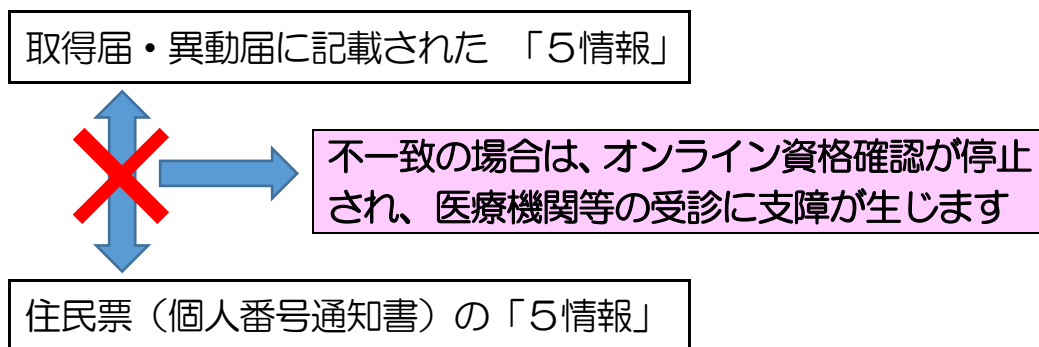 取得届・異動届に記載された 「５情報」
不一致の場合は、オンライン資格確認が停止
され、医療機関等の受診に支障が生じます
住民票（個人番号通知書）の「５情報」